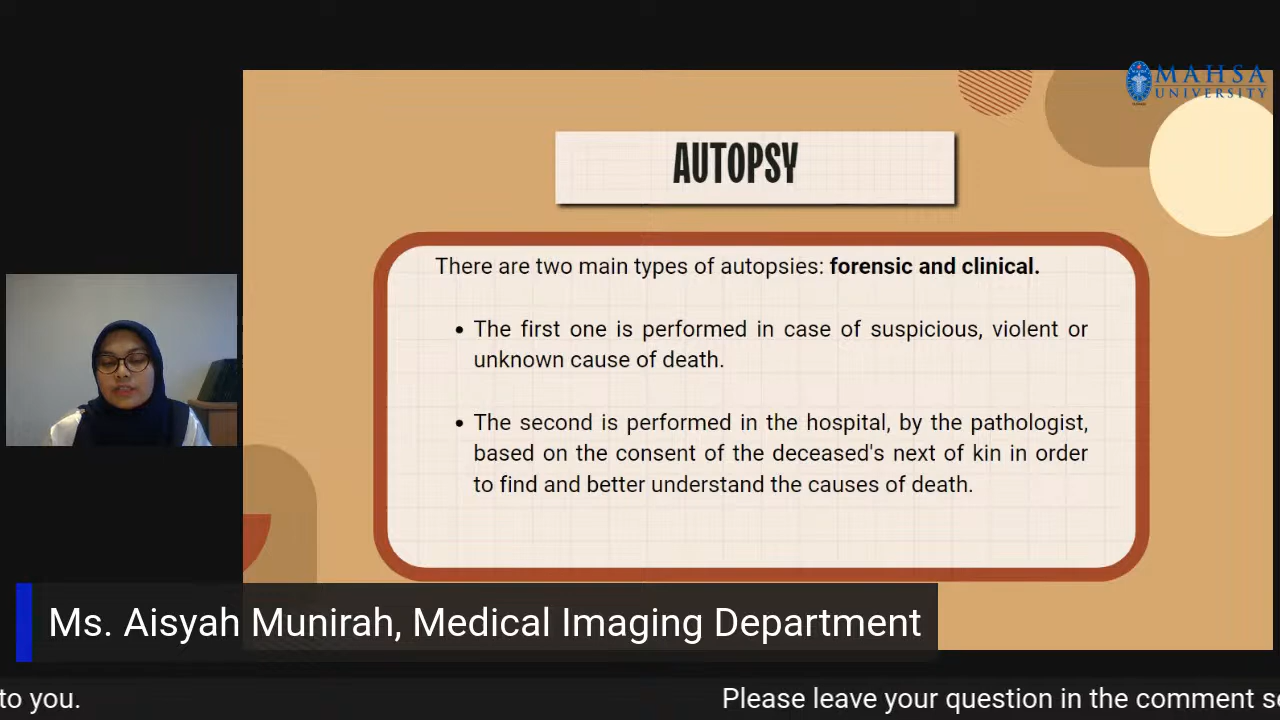 MAHSA
UNIVERSITY
AUTOPSY
There are two main types of autopsies: forensic and clinical.
• The first one is performed in case of suspicious, violent or
unknown cause of death.
• The second is performed in the hospital, by the pathologist,
based on the consent of the deceased's next of kin in order
to find and better understand the causes of death.
Ms. Aisyah Munirah, Medical Imaging Department
to you.
Please leave your question in the comment